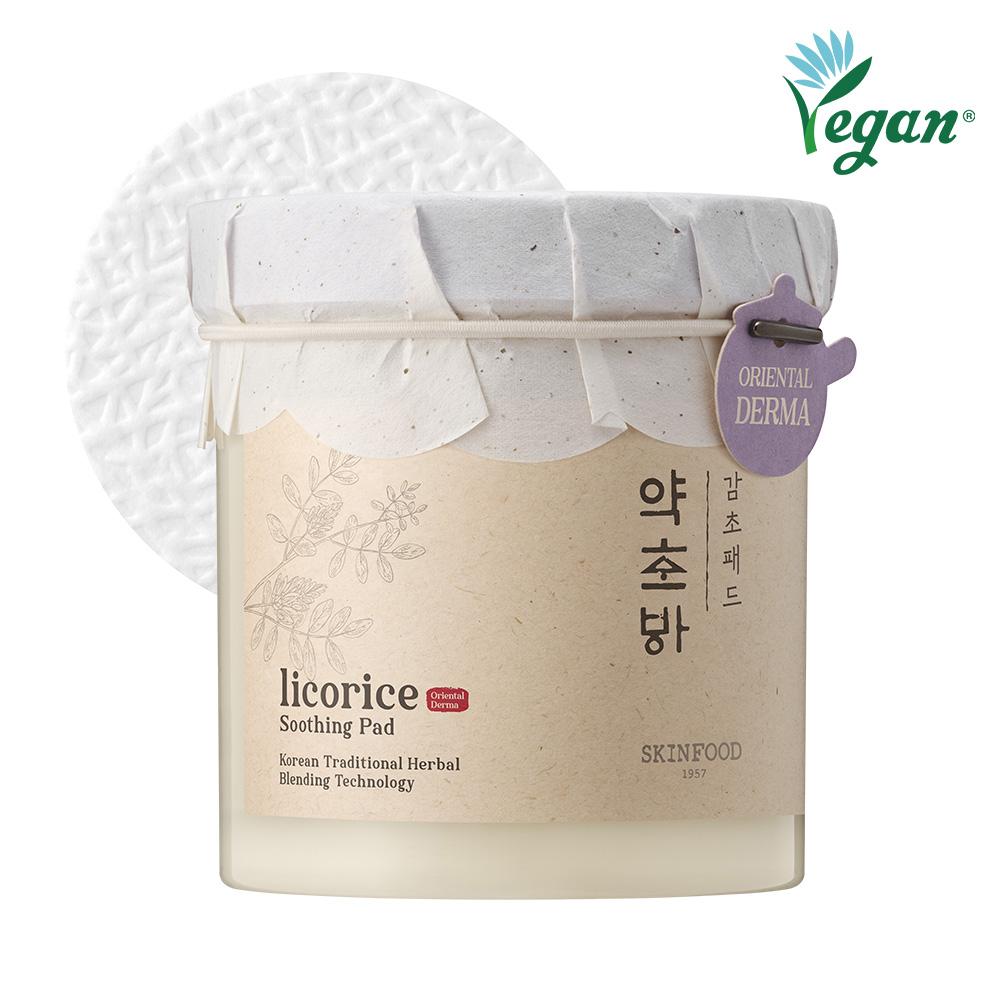 Vegan®
ORIENTAL
DERMA
감초패드
약초방
licorice
Oriental
Derma
Soothing Pad
Korean Traditional Herbal
Blending Technology
SKINFOOD
1957